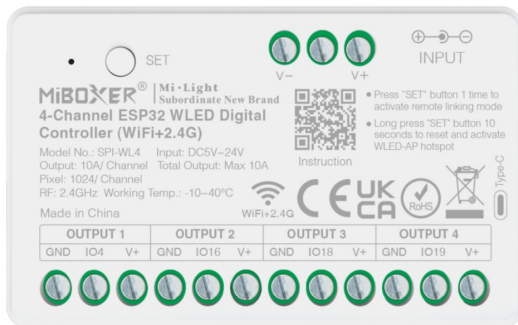 SET
V-
V+
INPUT
MiBOXER® | Mi·Light
Subordinate New Brand
4-Channel ESP32 WLED Digital
Controller (WiFi+2.4G)
Model No.: SPI-WL4 Input: DC5V~24V
Output: 10A/ Channel Total Output: Max 10A
Pixel: 1024/ Channel
RF: 2.4GHz Working Temp.: -10~40°C
Made in China
WiFi+2.4G
Instruction
• Press "SET" button 1 time to
activate remote linking mode
• Long press "SET" button 10
seconds to reset and activate
WLED-AP hotspot
CE
UK
CA
RoHS
Type-C
OUTPUT 1 OUTPUT 2 OUTPUT 3 OUTPUT 4
GND IO4 V+ GND IO16 V+ GND IO18 V+ GND IO19 V+